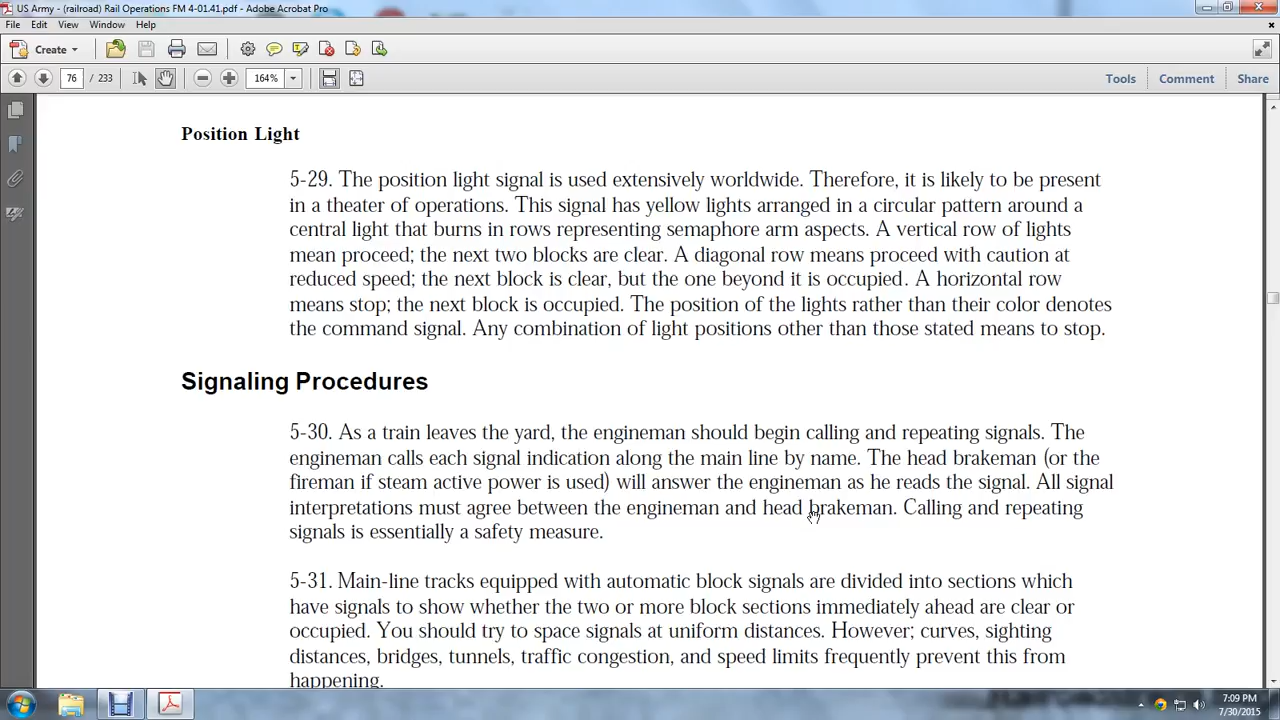 US Army - (railroad) Rail Operations FM 4-01.41.pdf - Adobe Acrobat Pro
File Edit View Window Help
Create
76 / 233 164% Tools Comment Share
Position Light
5-29. The position light signal is used extensively worldwide. Therefore, it is likely to be present
in a theater of operations. This signal has yellow lights arranged in a circular pattern around a
central light that burns in rows representing semaphore arm aspects. A vertical row of lights
mean proceed; the next two blocks are clear. A diagonal row means proceed with caution at
reduced speed; the next block is clear, but the one beyond it is occupied. A horizontal row
means stop; the next block is occupied. The position of the lights rather than their color denotes
the command signal. Any combination of light positions other than those stated means to stop.
Signaling Procedures
5-30. As a train leaves the yard, the engineman should begin calling and repeating signals. The
engineman calls each signal indication along the main line by name. The head brakeman (or the
fireman if steam active power is used) will answer the engineman as he reads the signal. All signal
interpretations must agree between the engineman and head brakeman. Calling and repeating
signals is essentially a safety measure.
5-31. Main-line tracks equipped with automatic block signals are divided into sections which
have signals to show whether the two or more block sections immediately ahead are clear or
occupied. You should try to space signals at uniform distances. However; curves, sighting
distances, bridges, tunnels, traffic congestion, and speed limits frequently prevent this from
happening.
7:09 PM
7/30/2015